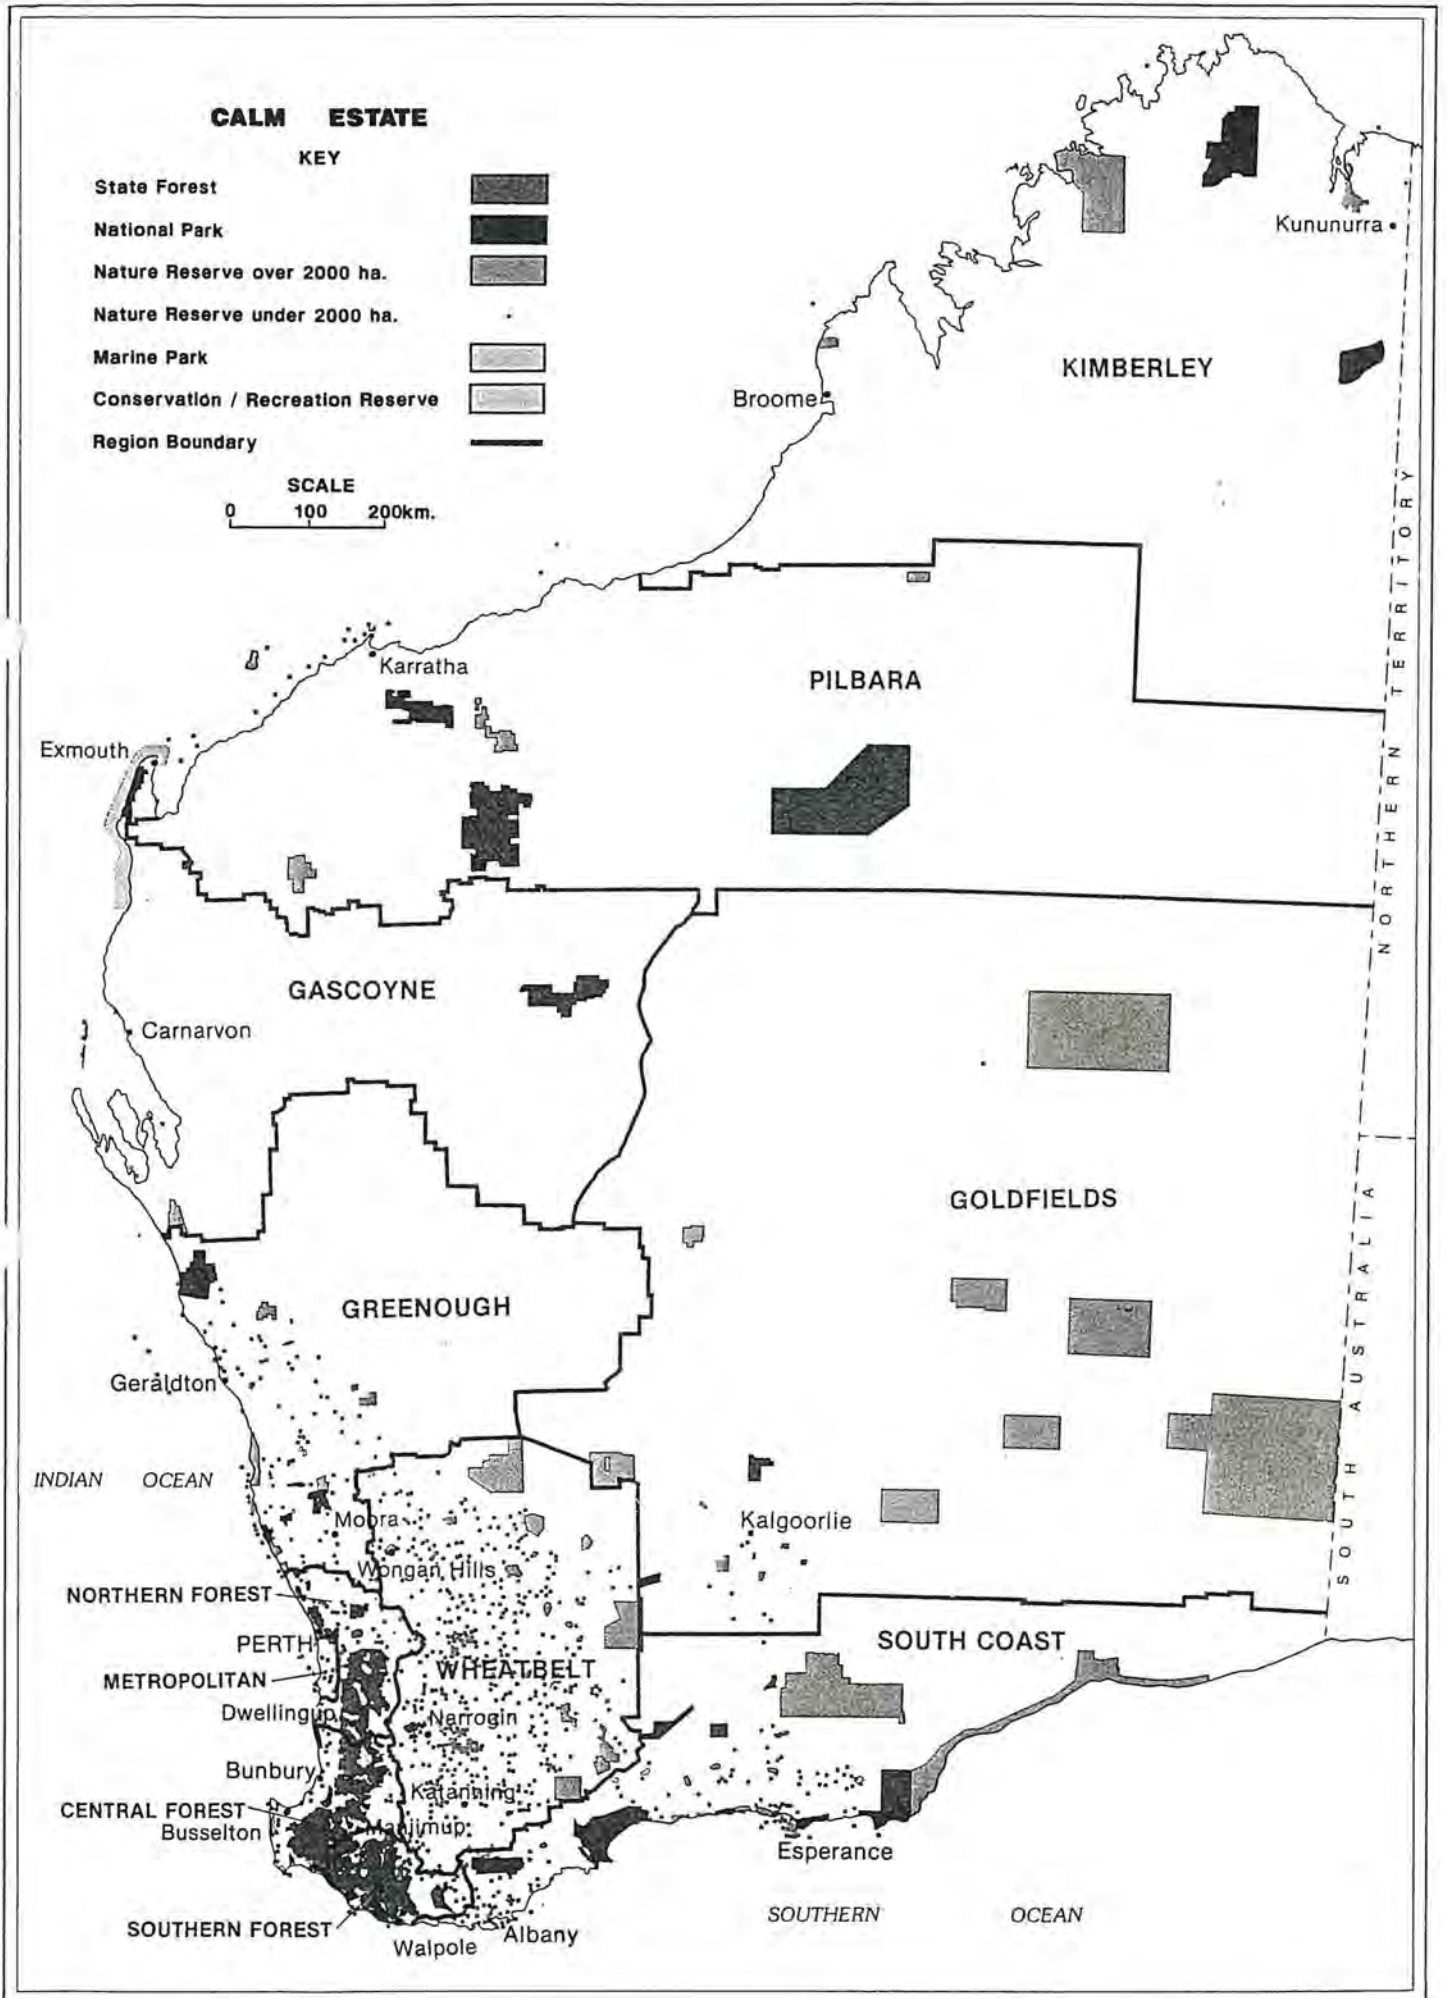 CALM ESTATE
KEY
State Forest
National Park
Nature Reserve over 2000 ha.
Nature Reserve under 2000 ha.
Marine Park
Conservation / Recreation Reserve
Region Boundary
SCALE
0 100 200km.
Kununurra
KIMBERLEY
Broome
NORTHERN TERRITORY
Karratha
PILBARA
Exmouth
GASCOYNE
Carnarvon
GOLDFIELDS
GREENOUGH
SOUTH AUSTRALIA
Geraldton
INDIAN OCEAN
Moora
Kalgoorlie
Wongan Hills
NORTHERN FOREST
PERTH
SOUTH COAST
METROPOLITAN
WHEATBELT
Dwellingup
Narrogin
Bunbury
Katanning
CENTRAL FOREST
Busselton
Manjimup
Esperance
SOUTHERN FOREST
Walpole
Albany
SOUTHERN OCEAN